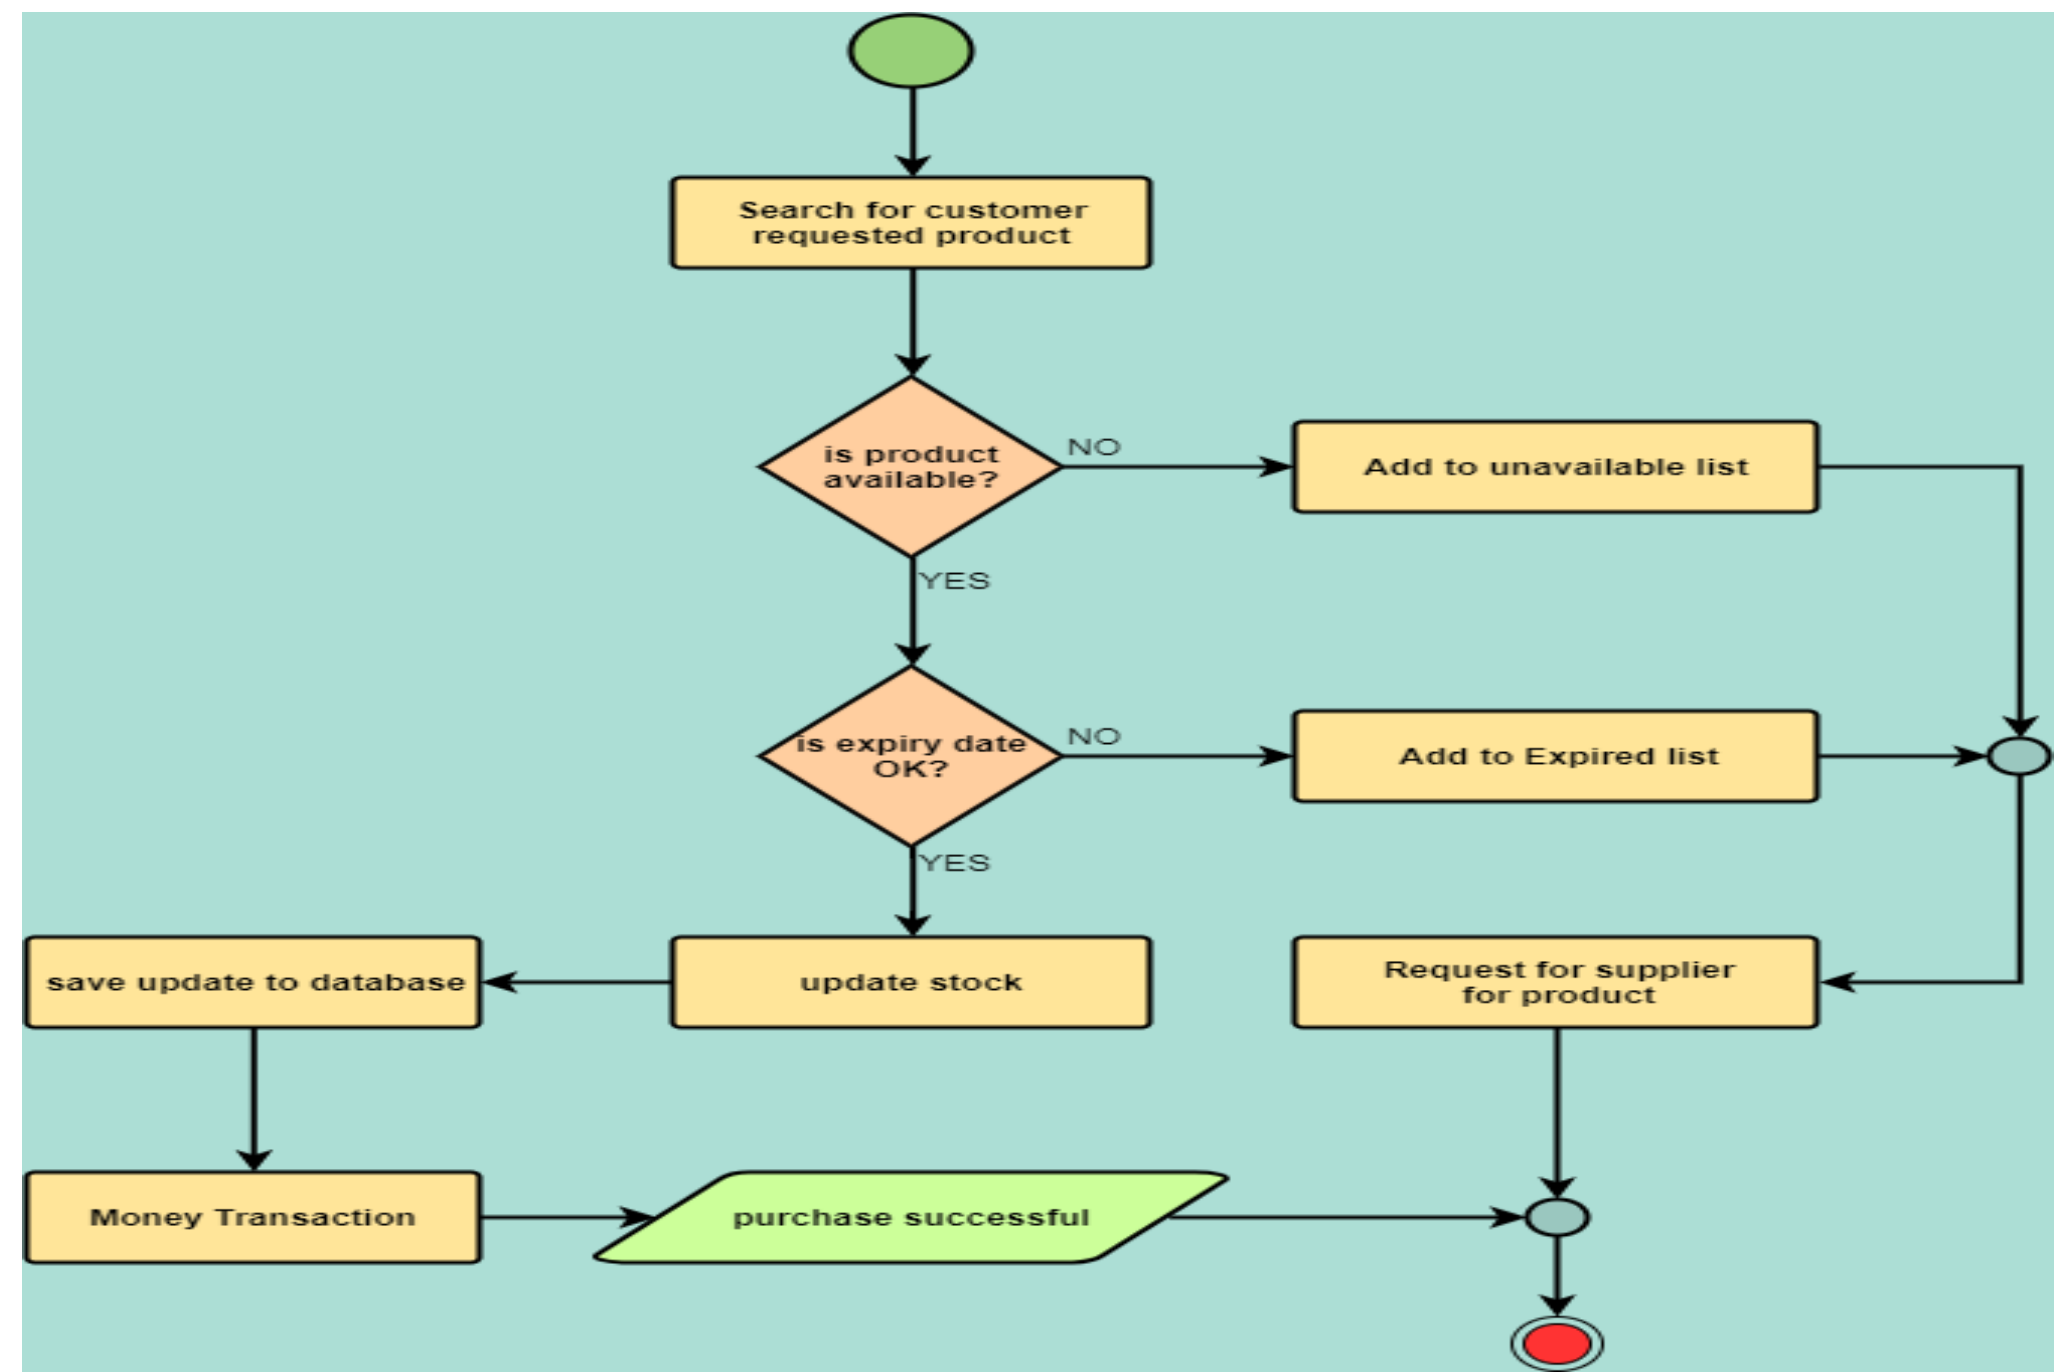 Search for customer
requested product
is product
available?
NO
Add to unavailable list
YES
is expiry date
OK?
NO
Add to Expired list
YES
save update to database
update stock
Request for supplier
for product
Money Transaction
purchase successful